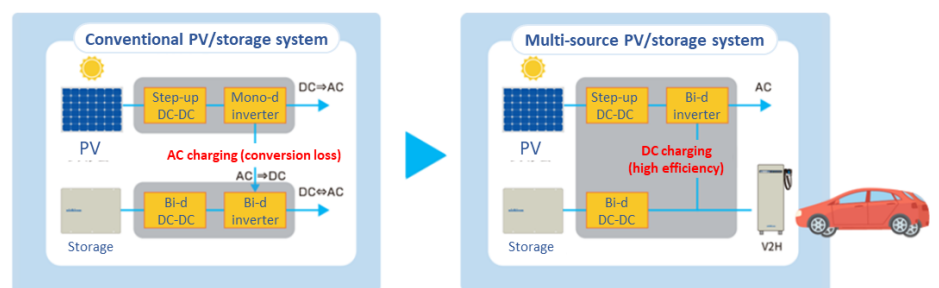 Conventional PV/storage system
Step-up
DC-DC
Mono-d
inverter
DC⇒AC
PV
AC charging (conversion loss)
AC ⇒DC
Bi-d
DC-DC
Bi-d
inverter
DC⇔AC
Storage
Multi-source PV/storage system
Step-up
DC-DC
Bi-d
inverter
AC
PV
DC charging
(high efficiency)
Bi-d
DC-DC
Storage
V2H